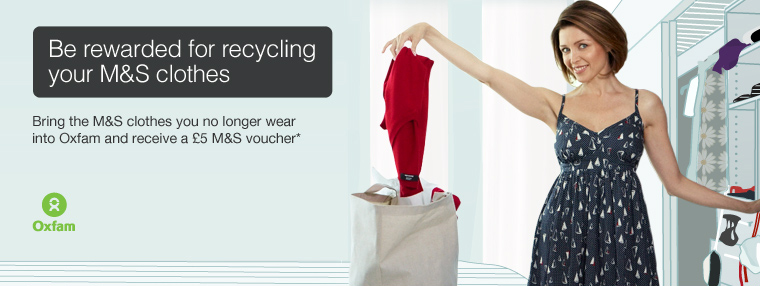 Be rewarded for recycling
your M&S clothes
Bring the M&S clothes you no longer wear
into Oxfam and receive a £5 M&S voucher*
Oxfam